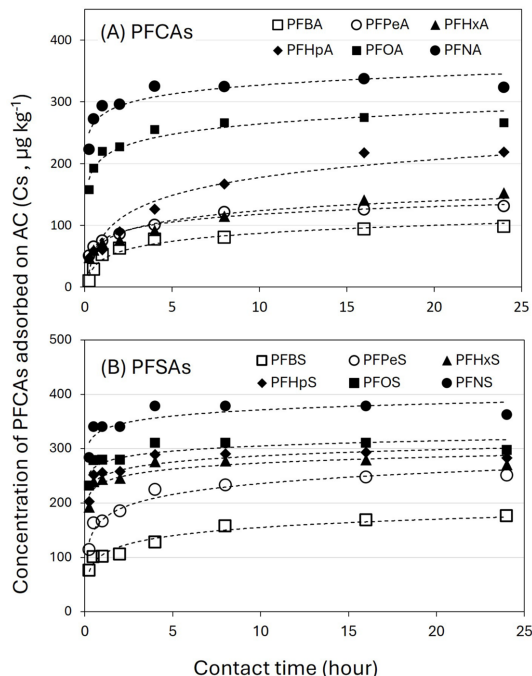 (A) PFCAs
PFBA PFPeA PFHxA
PFHpA PFOA PFNA
400
300
200
100
0
0 5 10 15 20 25
(B) PFSAs
PFBS PFPeS PFHxS
PFHpS PFOS PFNS
500
400
300
200
100
0
0 5 10 15 20 25
Concentration of PFCAs adsorbed on AC (Cs , µg kg-1)
Contact time (hour)